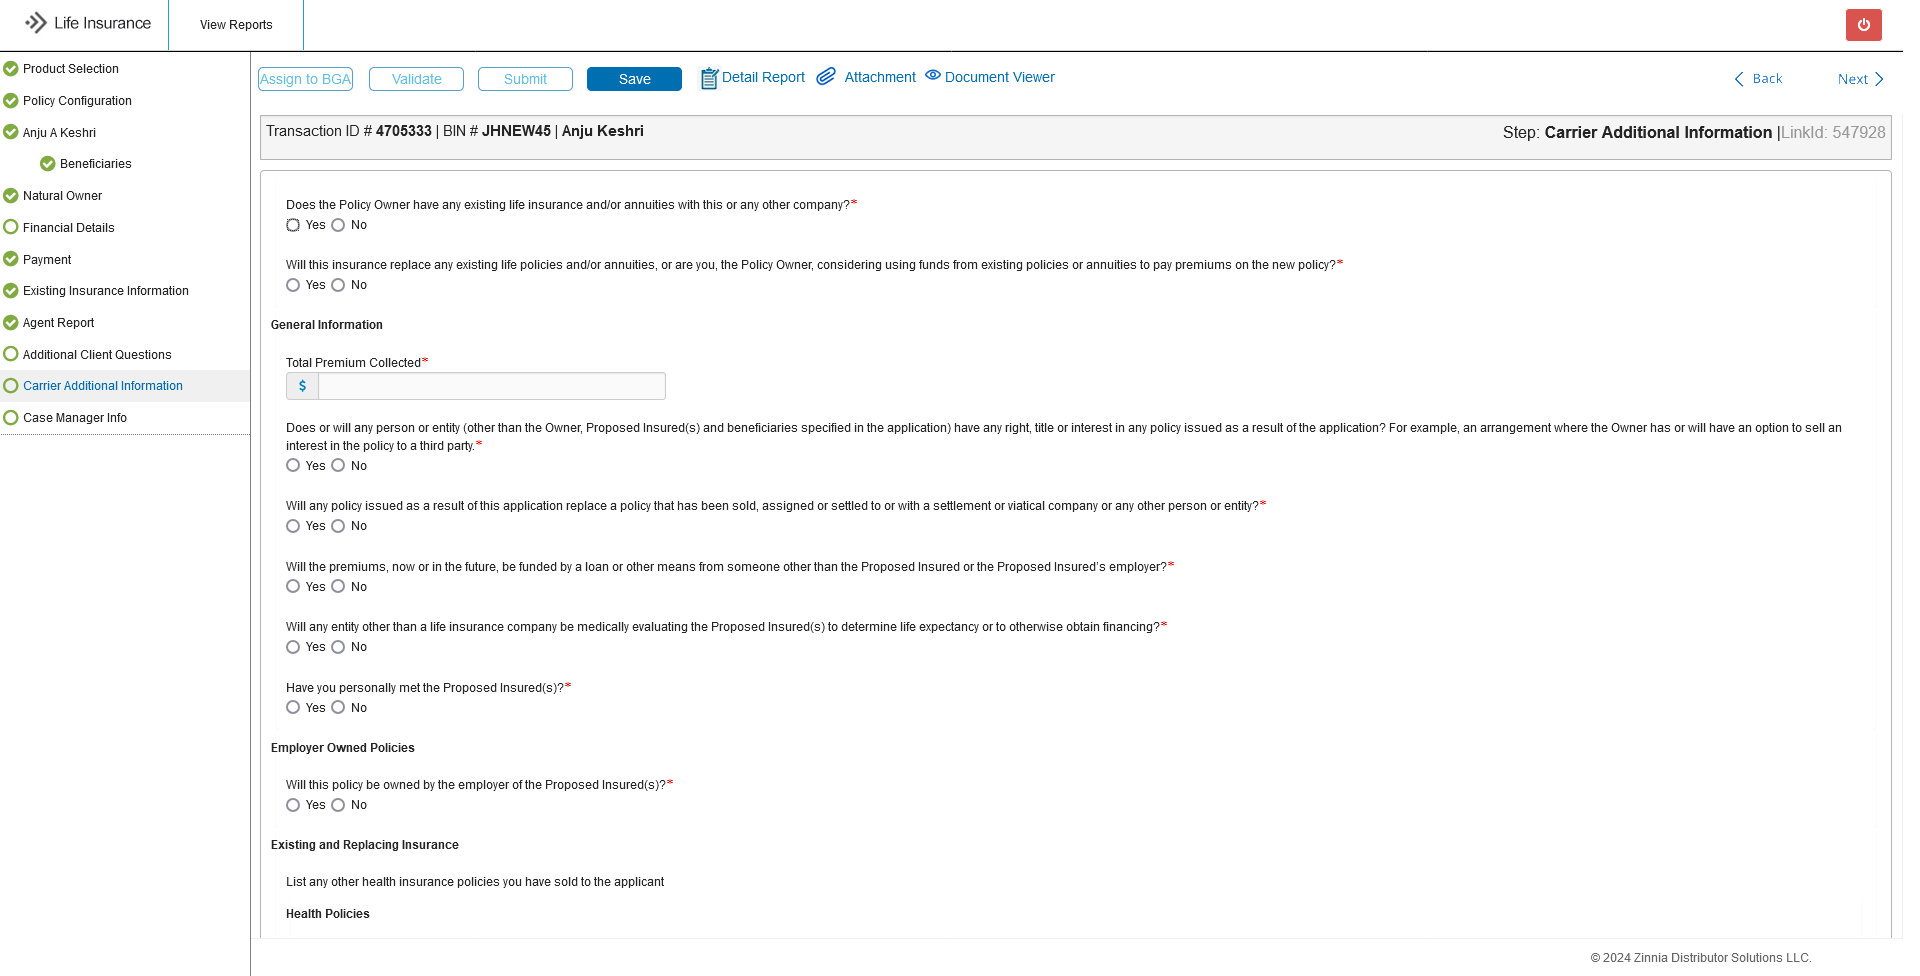 Life Insurance
View Reports
Product Selection
Policy Configuration
Anju A Keshri
Beneficiaries
Natural Owner
Financial Details
Payment
Existing Insurance Information
Agent Report
Additional Client Questions
Carrier Additional Information
Case Manager Info
Assign to BGA Validate Submit Save Detail Report Attachment Document Viewer Back Next
Transaction ID # 4705333 | BIN # JHNEW45 | Anju Keshri
Step: Carrier Additional Information |LinkId: 547928
Does the Policy Owner have any existing life insurance and/or annuities with this or any other company?*
Yes No
Will this insurance replace any existing life policies and/or annuities, or are you, the Policy Owner, considering using funds from existing policies or annuities to pay premiums on the new policy?*
Yes No
General Information
Total Premium Collected*
$
Does or will any person or entity (other than the Owner, Proposed Insured(s) and beneficiaries specified in the application) have any right, title or interest in any policy issued as a result of the application? For example, an arrangement where the Owner has or will have an option to sell an
interest in the policy to a third party.*
Yes No
Will any policy issued as a result of this application replace a policy that has been sold, assigned or settled to or with a settlement or viatical company or any other person or entity?*
Yes No
Will the premiums, now or in the future, be funded by a loan or other means from someone other than the Proposed Insured or the Proposed Insured's employer?*
Yes No
Will any entity other than a life insurance company be medically evaluating the Proposed Insured(s) to determine life expectancy or to otherwise obtain financing?*
Yes No
Have you personally met the Proposed Insured(s)?*
Yes No
Employer Owned Policies
Will this policy be owned by the employer of the Proposed Insured(s)?*
Yes No
Existing and Replacing Insurance
List any other health insurance policies you have sold to the applicant
Health Policies
© 2024 Zinnia Distributor Solutions LLC.